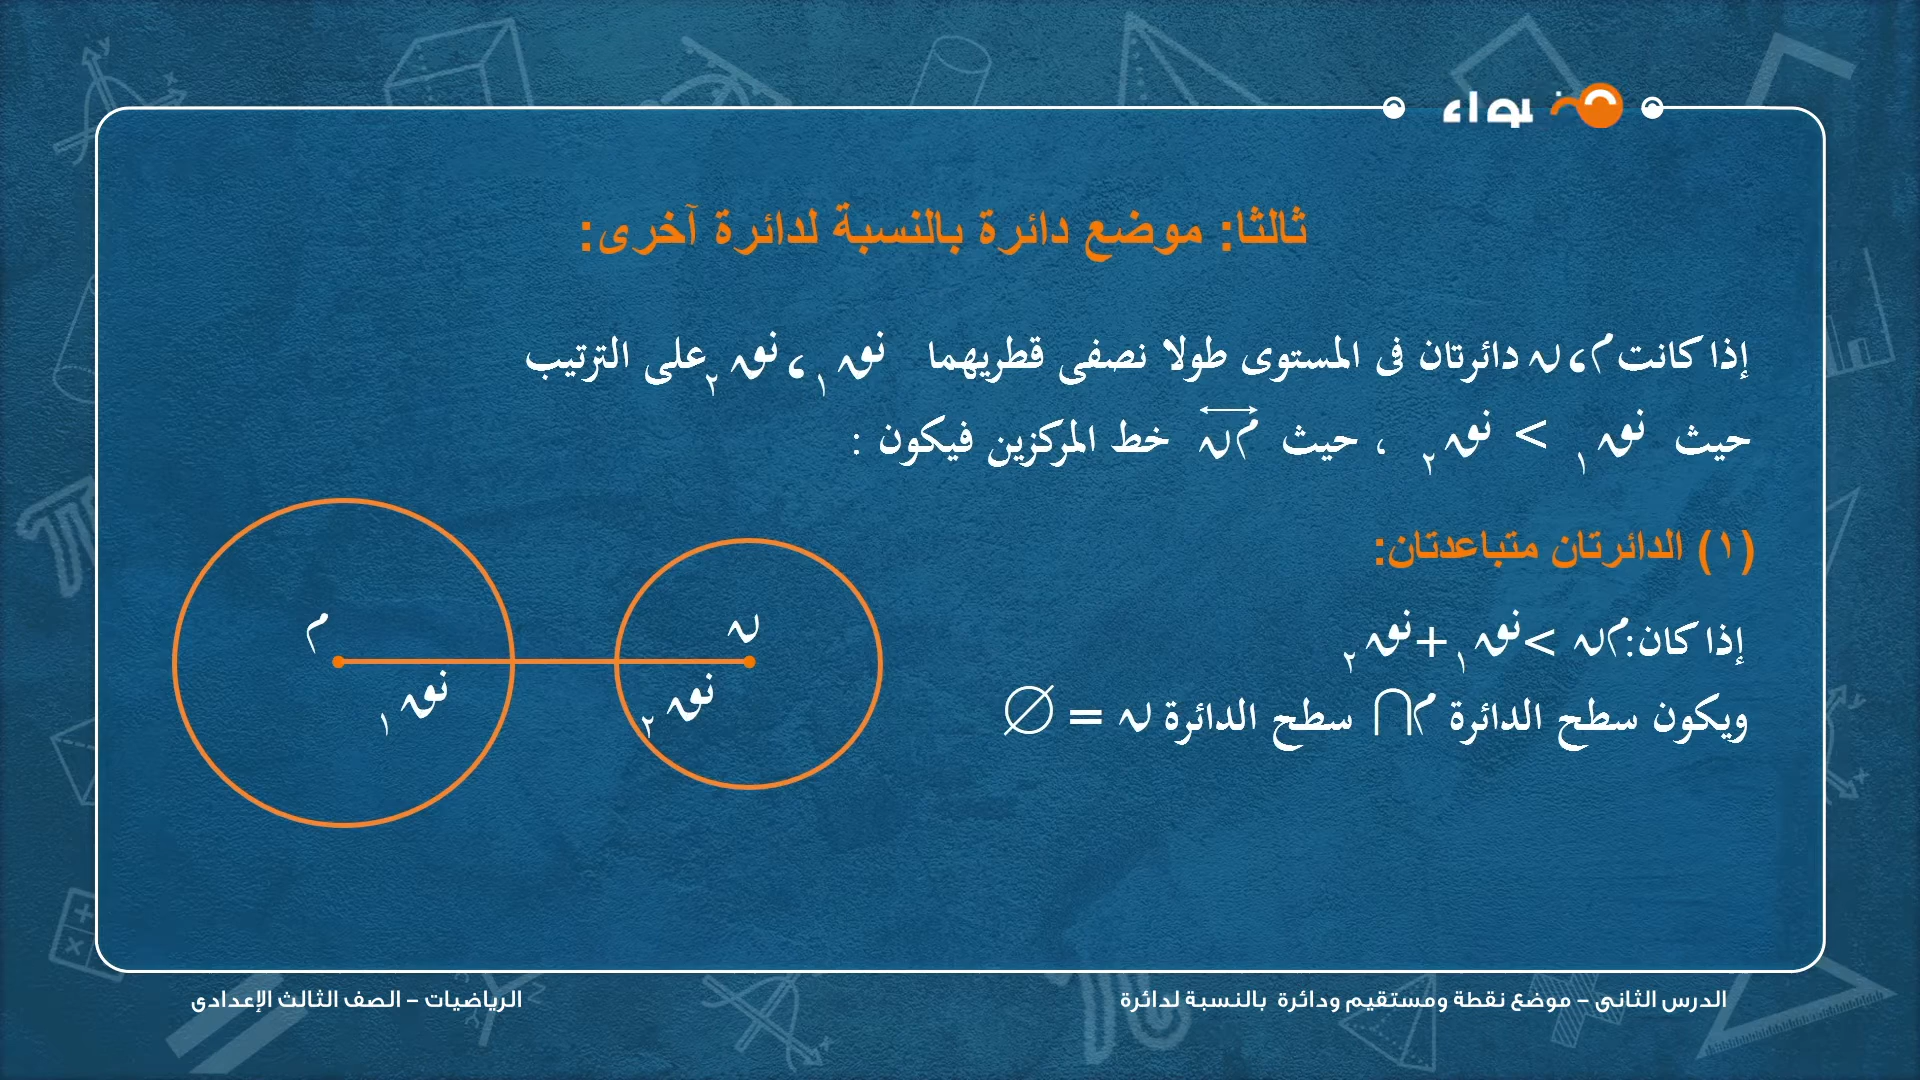 ضواء
ثالثا: موضع دائرة بالنسبة لدائرة آخرى:
إذا كانت م، ن دائرتان فى المستوى طولا نصفى قطريهما نق١ ، نق٢ على الترتيب
حيث نق١ > نق٢ ، حيث م ن خط المركزين فيكون :
(١) الدائرتان متباعدتان:
إذا كان: م ن > نق١ + نق٢
ويكون سطح الدائرة م ∩ سطح الدائرة ن = ∅
م
ن
نق١
نق٢
الدرس الثانى – موضع نقطة ومستقيم ودائرة بالنسبة لدائرة
الرياضيات – الصف الثالث الإعدادى